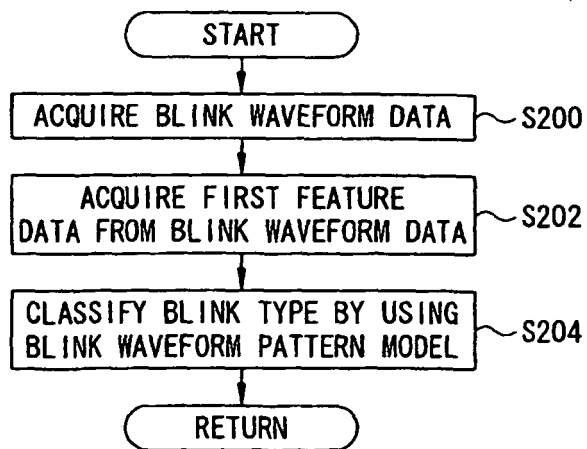 START
ACQUIRE BLINK WAVEFORM DATA
S200
ACQUIRE FIRST FEATURE
DATA FROM BLINK WAVEFORM DATA
S202
CLASSIFY BLINK TYPE BY USING
BLINK WAVEFORM PATTERN MODEL
S204
RETURN